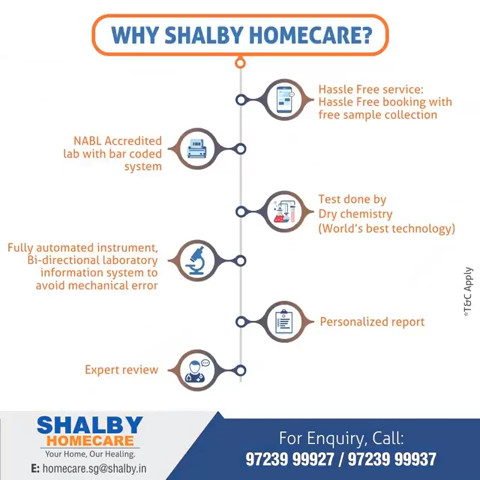 WHY SHALBY HOMECARE?
Hassle Free service:
Hassle Free booking with
free sample collection
NABL Accredited
lab with bar coded
system
Test done by
Dry chemistry
(World's best technology)
Fully automated instrument,
Bi-directional laboratory
information system to
avoid mechanical error
Personalized report
Expert review
*T&C Apply
SHALBY
HOMECARE
Your Home, Our Healing.
E: homecare.sg@shalby.in
For Enquiry, Call:
97239 99927 / 97239 99937